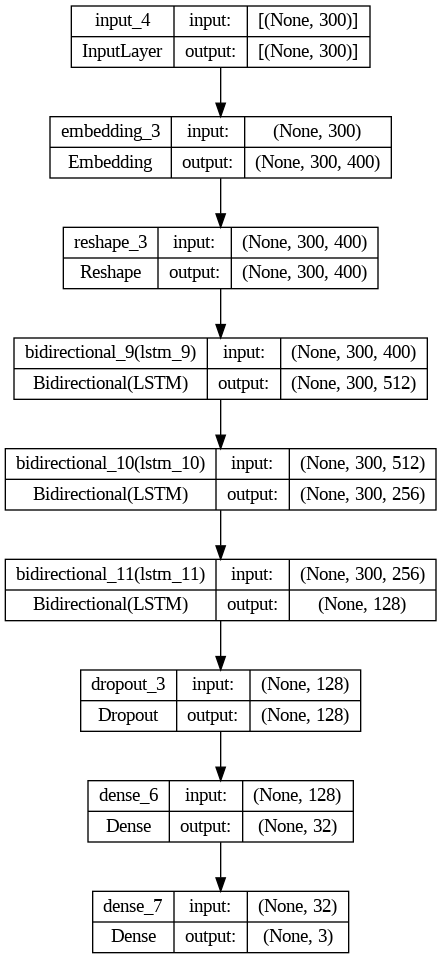 input_4 input: [(None, 300)]
InputLayer output: [(None, 300)]
embedding_3 input: (None, 300)
Embedding output: (None, 300, 400)
reshape_3 input: (None, 300, 400)
Reshape output: (None, 300, 400)
bidirectional_9(lstm_9) input: (None, 300, 400)
Bidirectional(LSTM) output: (None, 300, 512)
bidirectional_10(lstm_10) input: (None, 300, 512)
Bidirectional(LSTM) output: (None, 300, 256)
bidirectional_11(lstm_11) input: (None, 300, 256)
Bidirectional(LSTM) output: (None, 128)
dropout_3 input: (None, 128)
Dropout output: (None, 128)
dense_6 input: (None, 128)
Dense output: (None, 32)
dense_7 input: (None, 32)
Dense output: (None, 3)